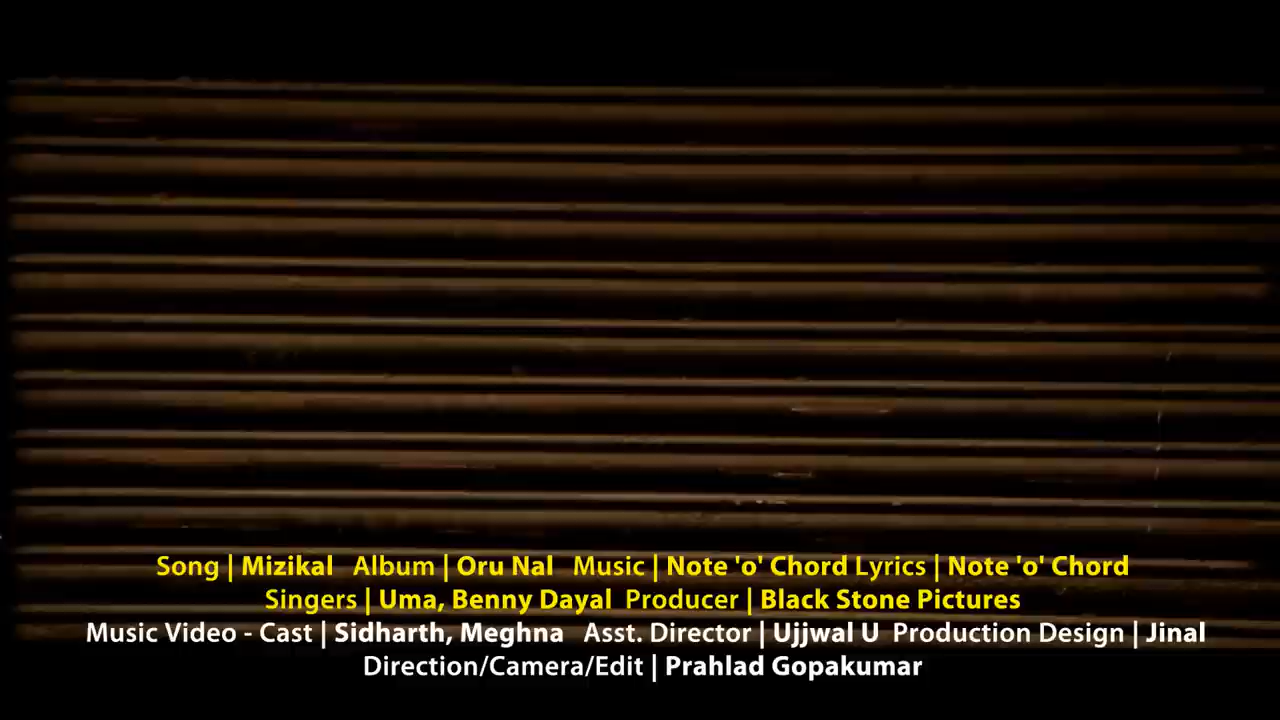 Song | Mizikal   Album | Oru Nal   Music | Note 'o' Chord Lyrics | Note 'o' Chord
Singers | Uma, Benny Dayal  Producer | Black Stone Pictures
Music Video - Cast | Sidharth, Meghna   Asst. Director | Ujjwal U  Production Design | Jinal
Direction/Camera/Edit | Prahlad Gopakumar